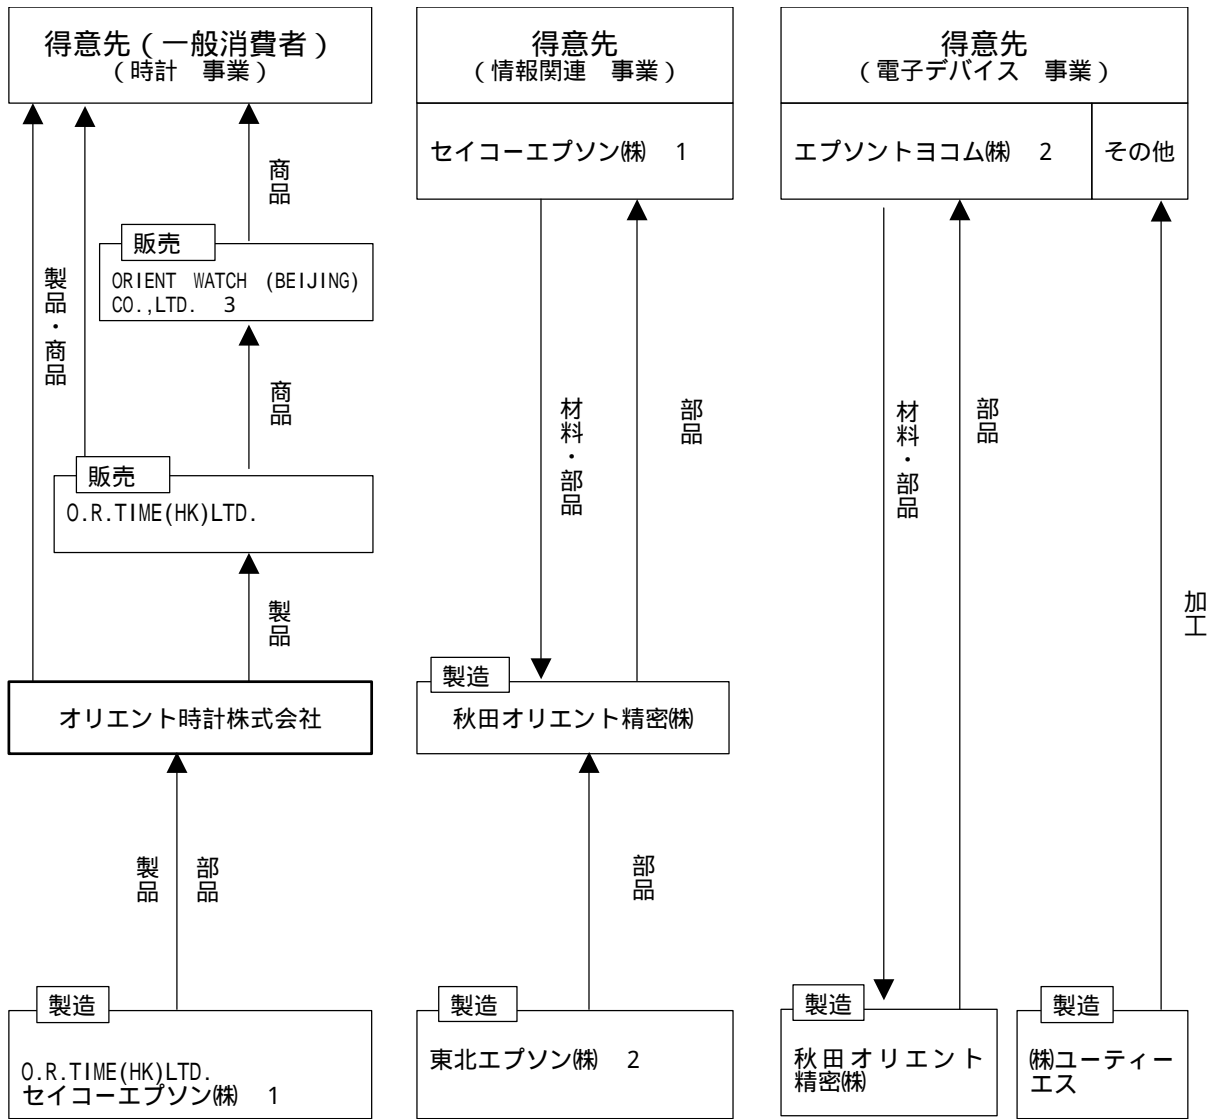 得意先（一般消費者）
（時計　事業）
商品
販売
ORIENT WATCH (BEIJING)
CO.,LTD. 3
製品・商品
商品
販売
O.R.TIME(HK)LTD.
製品
オリエント時計株式会社
製品
部品
製造
O.R.TIME(HK)LTD.
セイコーエプソン㈱　1
得意先
（情報関連　事業）
セイコーエプソン㈱　1
材料・部品
部品
製造
秋田オリエント精密㈱
部品
製造
東北エプソン㈱　2
得意先
（電子デバイス　事業）
エプソントヨコム㈱　2
その他
材料・部品
部品
加工
製造
秋田オリエント
精密㈱
製造
㈱ユーティー
エス